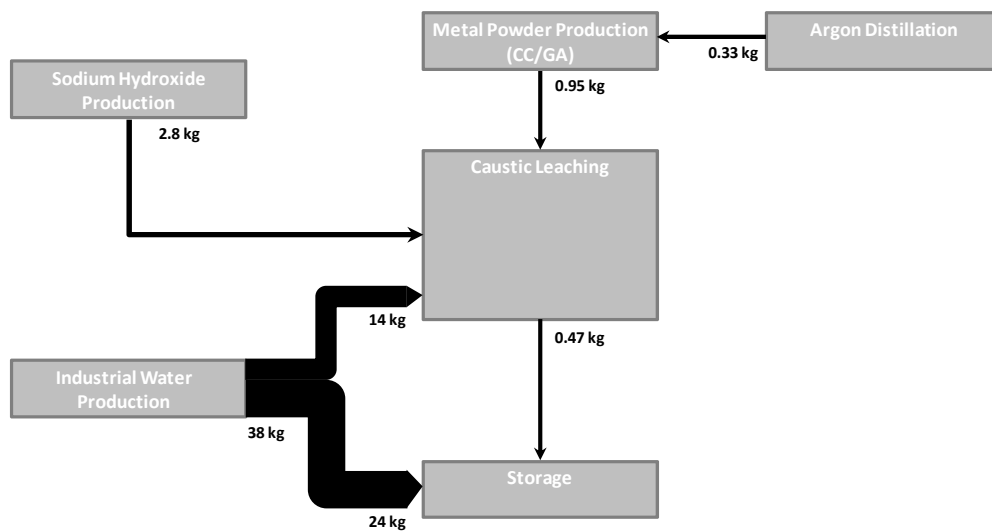 Metal Powder Production
(CC/GA)
Argon Distillation
0.33 kg
0.95 kg
Sodium Hydroxide
Production
2.8 kg
Caustic Leaching
14 kg
0.47 kg
Industrial Water
Production
38 kg
Storage
24 kg